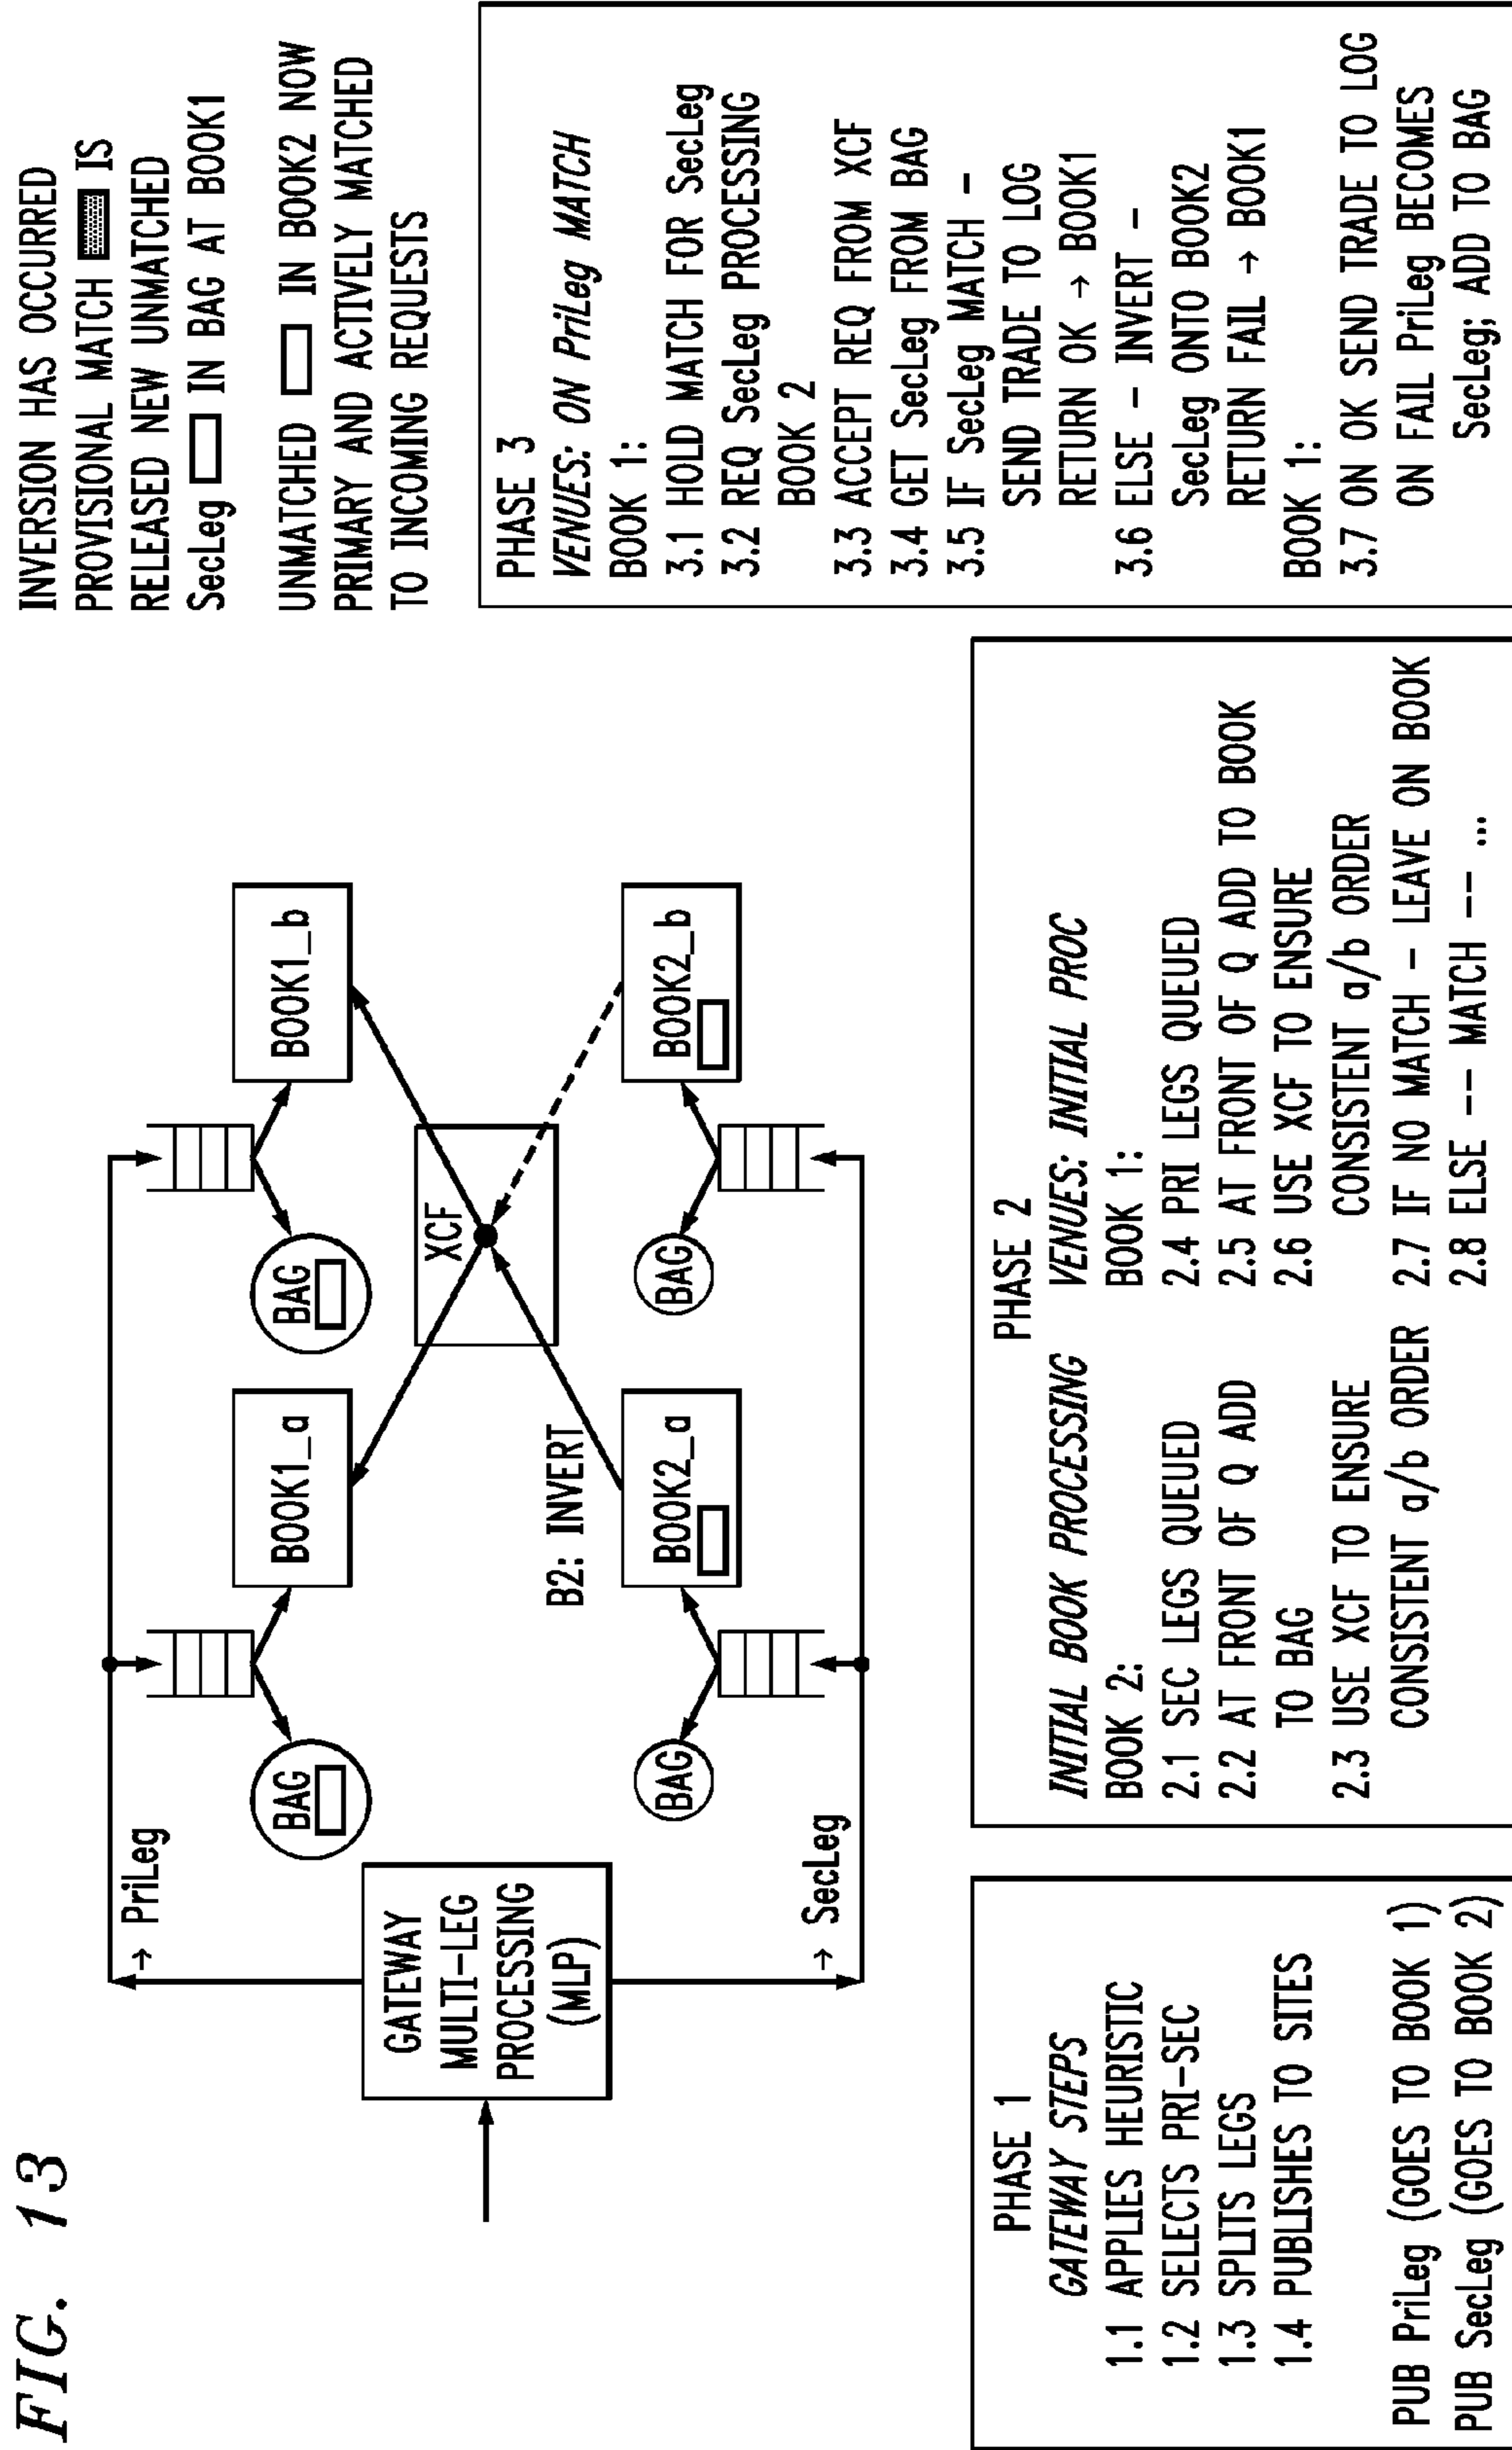 FIG. 13
GATEWAY
MULTI-LEG
PROCESSING
(MLP)
→ PriLeg
→ SecLeg
BAG
BOOK1_a
BAG
BOOK1_b
B2: INVERT
XCF
BAG
BOOK2_a
BAG
BOOK2_b
INVERSION HAS OCCURRED
PROVISIONAL MATCH IS
RELEASED NEW UNMATCHED
SecLeg IN BAG AT BOOK1
UNMATCHED IN BOOK2 NOW
PRIMARY AND ACTIVELY MATCHED
TO INCOMING REQUESTS
PHASE 1
GATEWAY STEPS
1.1 APPLIES HEURISTIC
1.2 SELECTS PRI-SEC
1.3 SPLITS LEGS
1.4 PUBLISHES TO SITES
PUB PriLeg (GOES TO BOOK 1)
PUB SecLeg (GOES TO BOOK 2)
PHASE 2
INITIAL BOOK PROCESSING
BOOK 2:
2.1 SEC LEGS QUEUED
2.2 AT FRONT OF Q ADD
TO BAG
2.3 USE XCF TO ENSURE
CONSISTENT a/b ORDER
VENUES: INITIAL PROC
BOOK 1:
2.4 PRI LEGS QUEUED
2.5 AT FRONT OF Q ADD TO BOOK
2.6 USE XCF TO ENSURE
CONSISTENT a/b ORDER
2.7 IF NO MATCH - LEAVE ON BOOK
2.8 ELSE -- MATCH -- ...
PHASE 3
VENUES: ON PriLeg MATCH
BOOK 1:
3.1 HOLD MATCH FOR SecLeg
3.2 REQ SecLeg PROCESSING
BOOK 2
3.3 ACCEPT REQ FROM XCF
3.4 GET SecLeg FROM BAG
3.5 IF SecLeg MATCH -
SEND TRADE TO LOG
RETURN OK → BOOK1
3.6 ELSE - INVERT -
SecLeg ONTO BOOK2
RETURN FAIL → BOOK1
BOOK 1:
3.7 ON OK SEND TRADE TO LOG
ON FAIL PriLeg BECOMES
SecLeg; ADD TO BAG